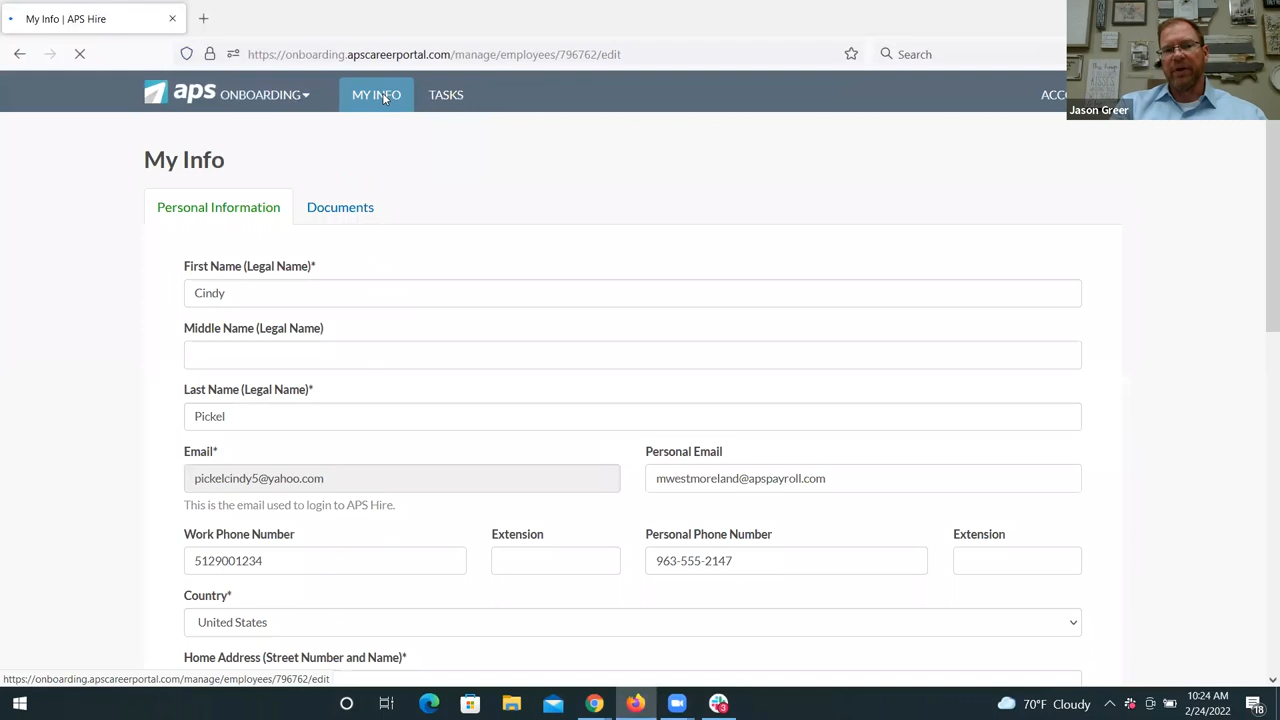 My Info | APS Hire
https://onboarding.apscareerportal.com/manage/employees/796762/edit
Search
aps ONBOARDING
MY INFO
TASKS
ACCO
Jason Greer
My Info
Personal Information
Documents
First Name (Legal Name)*
Cindy
Middle Name (Legal Name)
Last Name (Legal Name)*
Pickel
Email*
Personal Email
pickelcindy5@yahoo.com
mwestmoreland@apspayroll.com
This is the email used to login to APS Hire.
Work Phone Number
Extension
Personal Phone Number
Extension
5129001234
963-555-2147
Country*
United States
Home Address (Street Number and Name)*
https://onboarding.apscareerportal.com/manage/employees/796762/edit
3
70°F Cloudy
10:24 AM
2/24/2022
18